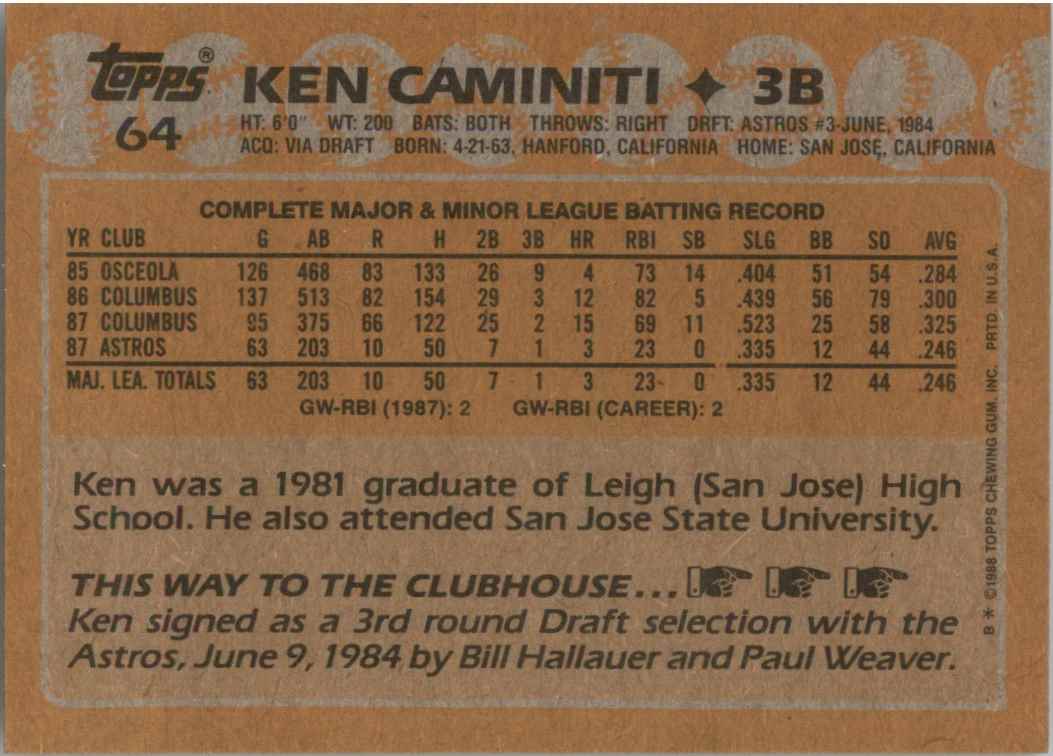 Topps® KEN CAMINITI ✦ 3B
64
HT: 6'0" WT: 200 BATS: BOTH THROWS: RIGHT DRFT: ASTROS #3-JUNE, 1984
ACQ: VIA DRAFT BORN: 4-21-63, HANFORD, CALIFORNIA HOME: SAN JOSE, CALIFORNIA
COMPLETE MAJOR & MINOR LEAGUE BATTING RECORD
YR CLUB G AB R H 2B 3B HR RBI SB SLG BB SO AVG
85 OSCEOLA 126 468 83 133 26 9 4 73 14 .404 51 54 .284
86 COLUMBUS 137 513 82 154 29 3 12 82 5 .439 56 79 .300
87 COLUMBUS 95 375 66 122 25 2 15 69 11 .523 25 58 .325
87 ASTROS 63 203 10 50 7 1 3 23 0 .335 12 44 .246
MAJ. LEA. TOTALS 63 203 10 50 7 1 3 23 0 .335 12 44 .246
GW-RBI (1987): 2 GW-RBI (CAREER): 2
Ken was a 1981 graduate of Leigh (San Jose) High
School. He also attended San Jose State University.
THIS WAY TO THE CLUBHOUSE...
Ken signed as a 3rd round Draft selection with the
Astros, June 9, 1984 by Bill Hallauer and Paul Weaver.
B * ©1988 TOPPS CHEWING GUM, INC. PRTD. IN U.S.A.